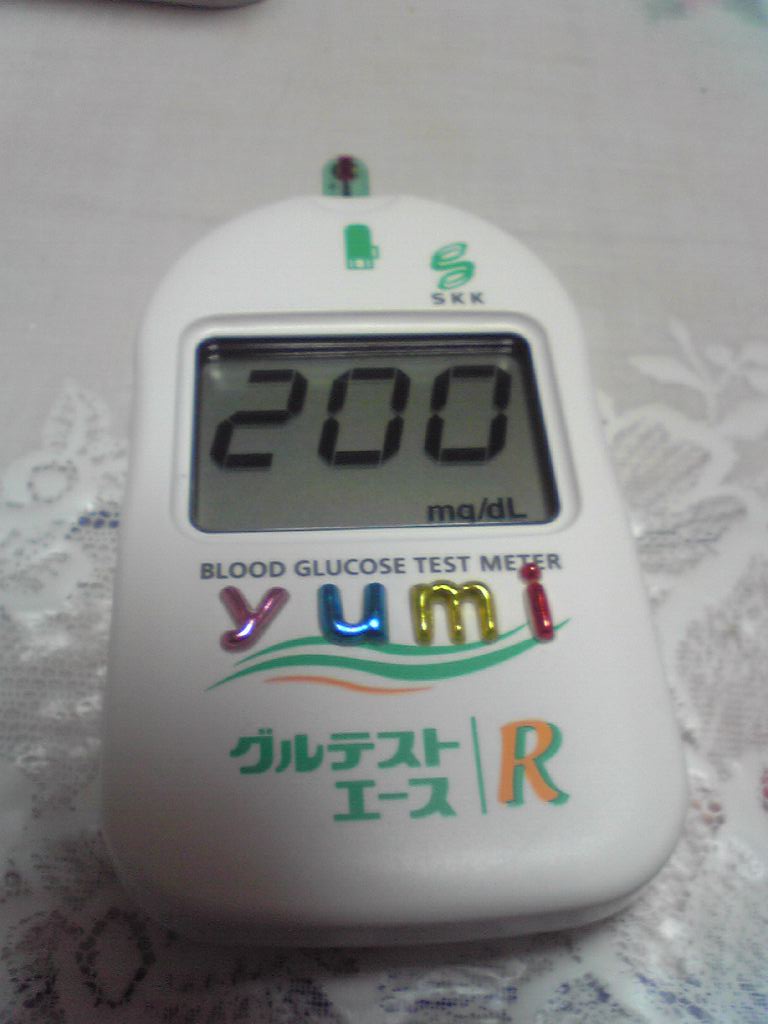 SKK
200
mg/dL
BLOOD GLUCOSE TEST METER
yumi
グルテスト
エース
R